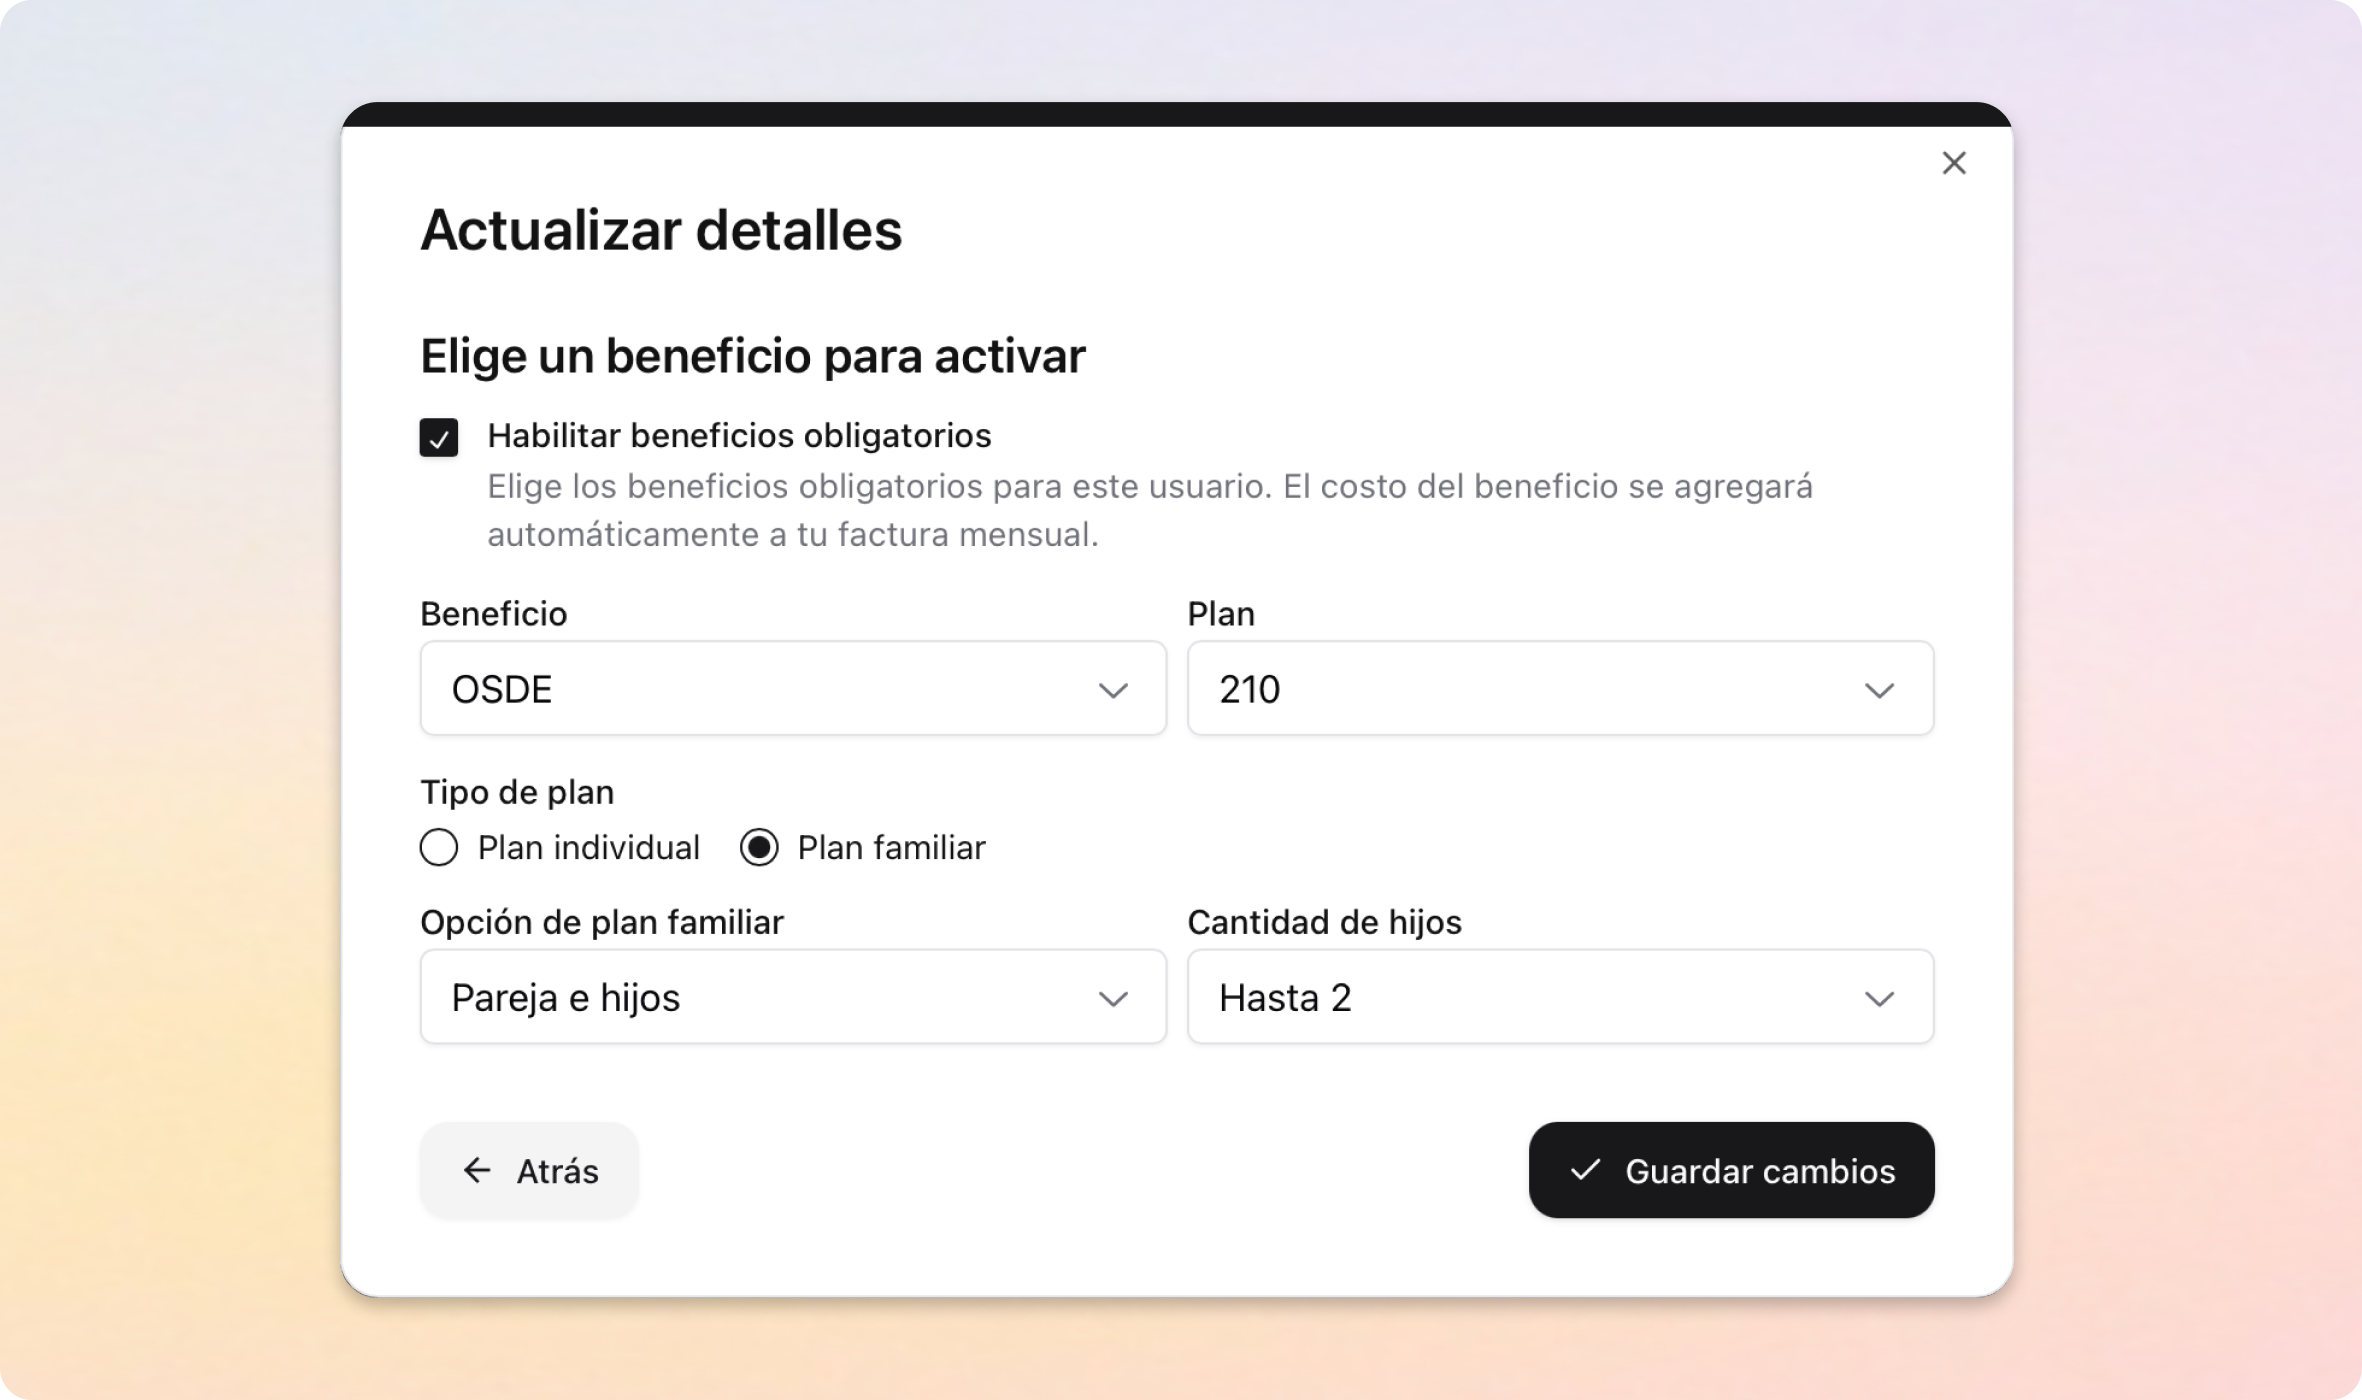 Actualizar detalles
Elige un beneficio para activar
Habilitar beneficios obligatorios
Elige los beneficios obligatorios para este usuario. El costo del beneficio se agregará
automáticamente a tu factura mensual.
Beneficio
Plan
OSDE
210
Tipo de plan
Plan individual
Plan familiar
Opción de plan familiar
Cantidad de hijos
Pareja e hijos
Hasta 2
Atrás
Guardar cambios